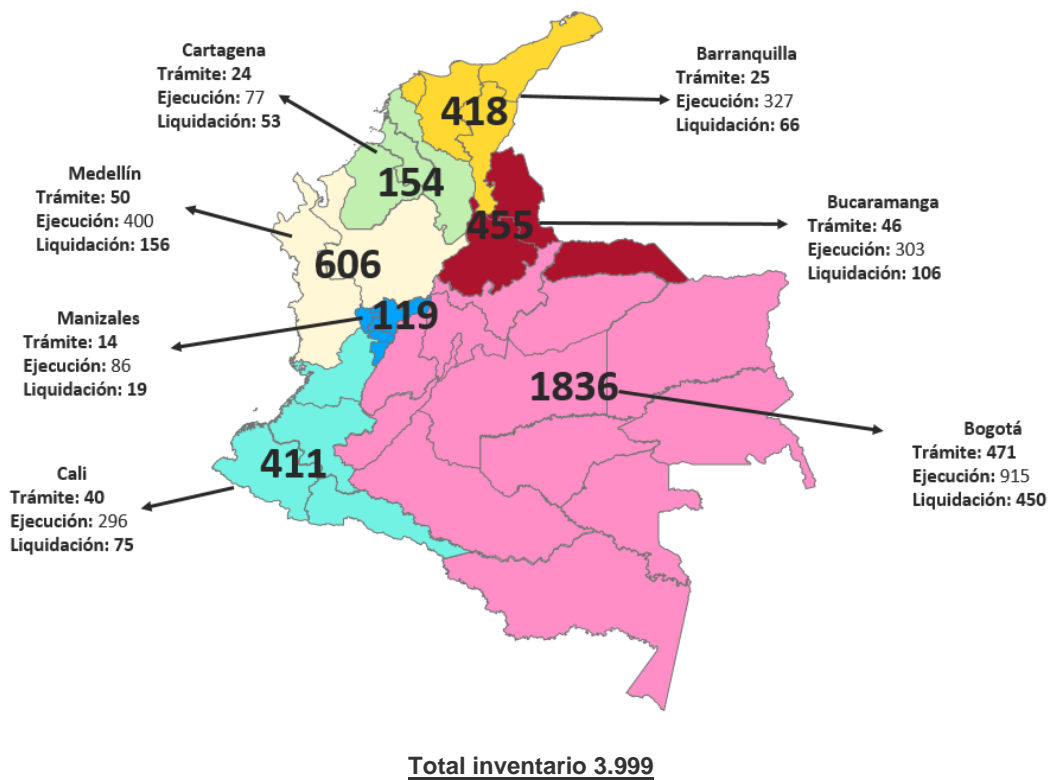 Cartagena
Trámite: 24
Ejecución: 77
Liquidación: 53
Barranquilla
Trámite: 25
Ejecución: 327
Liquidación: 66
418
154
Medellín
Trámite: 50
Ejecución: 400
Liquidación: 156
Bucaramanga
Trámite: 46
Ejecución: 303
Liquidación: 106
455
606
Manizales
Trámite: 14
Ejecución: 86
Liquidación: 19
119
1836
Bogotá
Trámite: 471
Ejecución: 915
Liquidación: 450
Cali
Trámite: 40
Ejecución: 296
Liquidación: 75
411
Total inventario 3.999